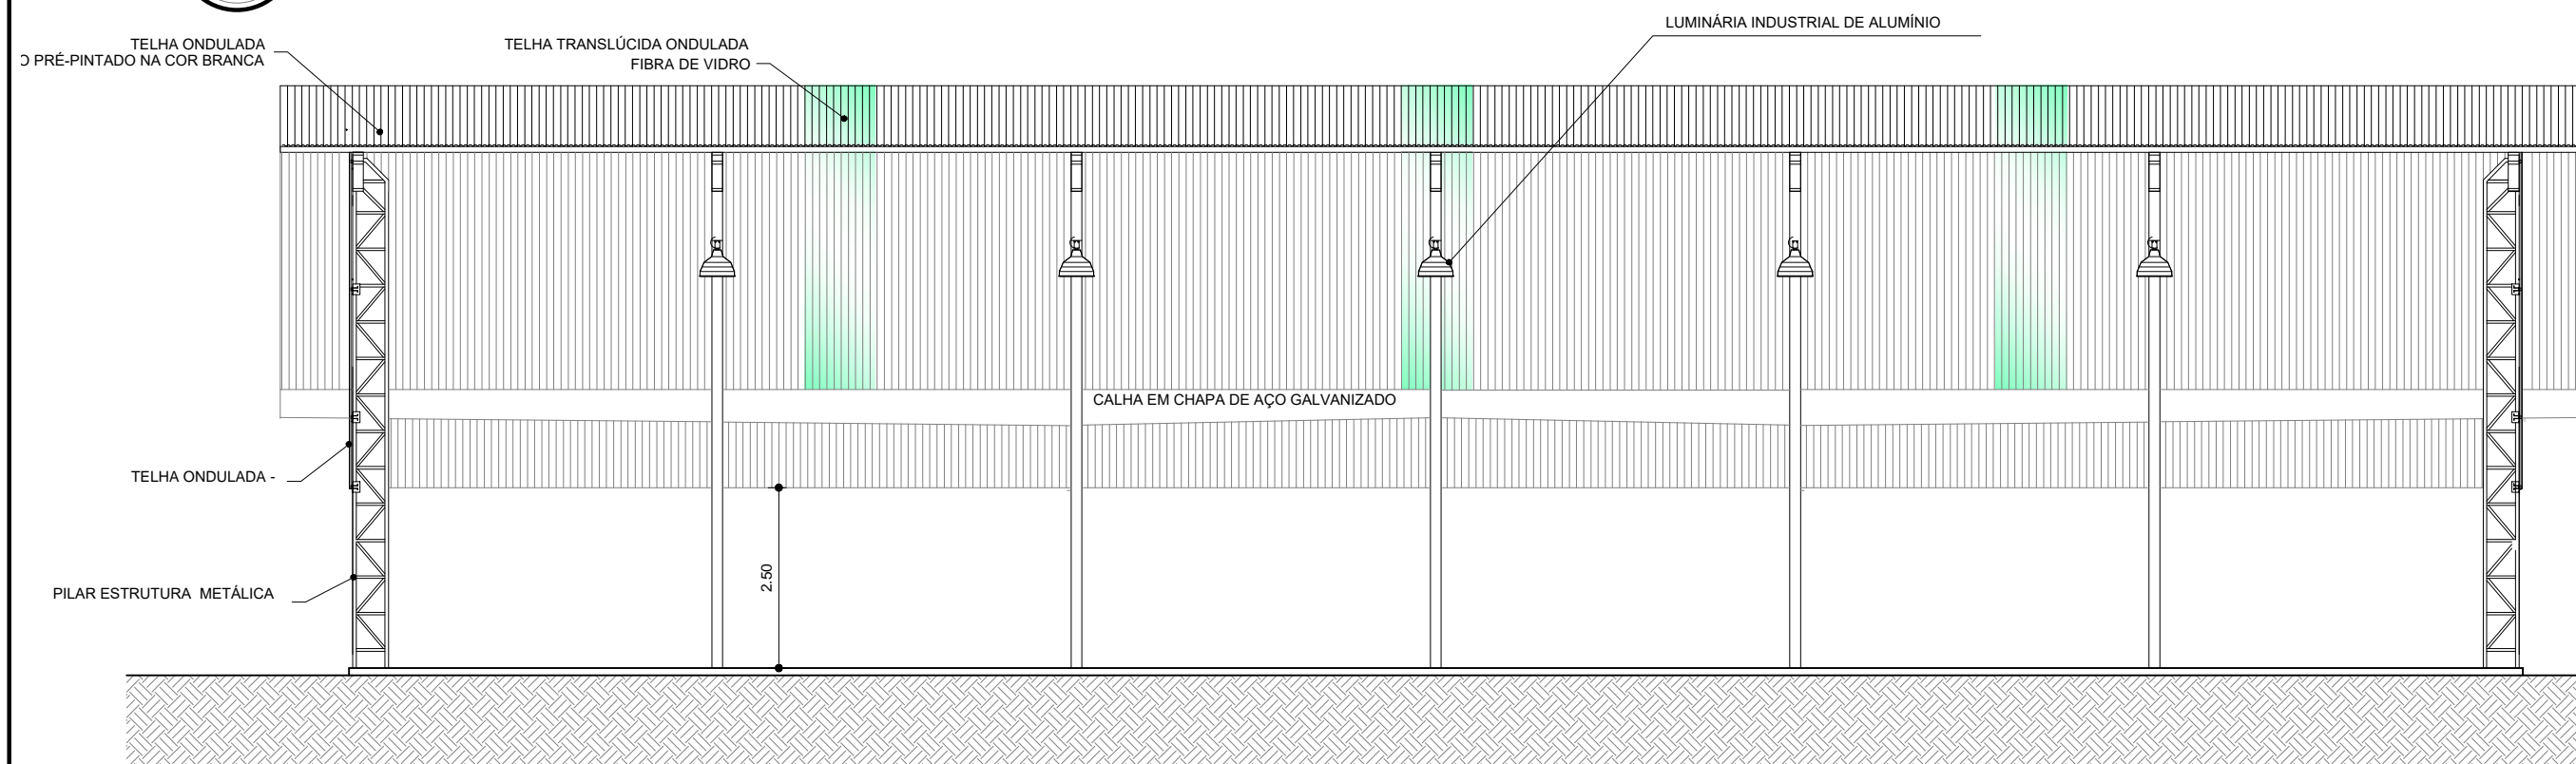 LUMINÁRIA INDUSTRIAL DE ALUMÍNIO
TELHA ONDULADA
O PRÉ-PINTADO NA COR BRANCA
TELHA TRANSLÚCIDA ONDULADA
FIBRA DE VIDRO
CALHA EM CHAPA DE AÇO GALVANIZADO
TELHA ONDULADA -
2.50
PILAR ESTRUTURA  METÁLICA